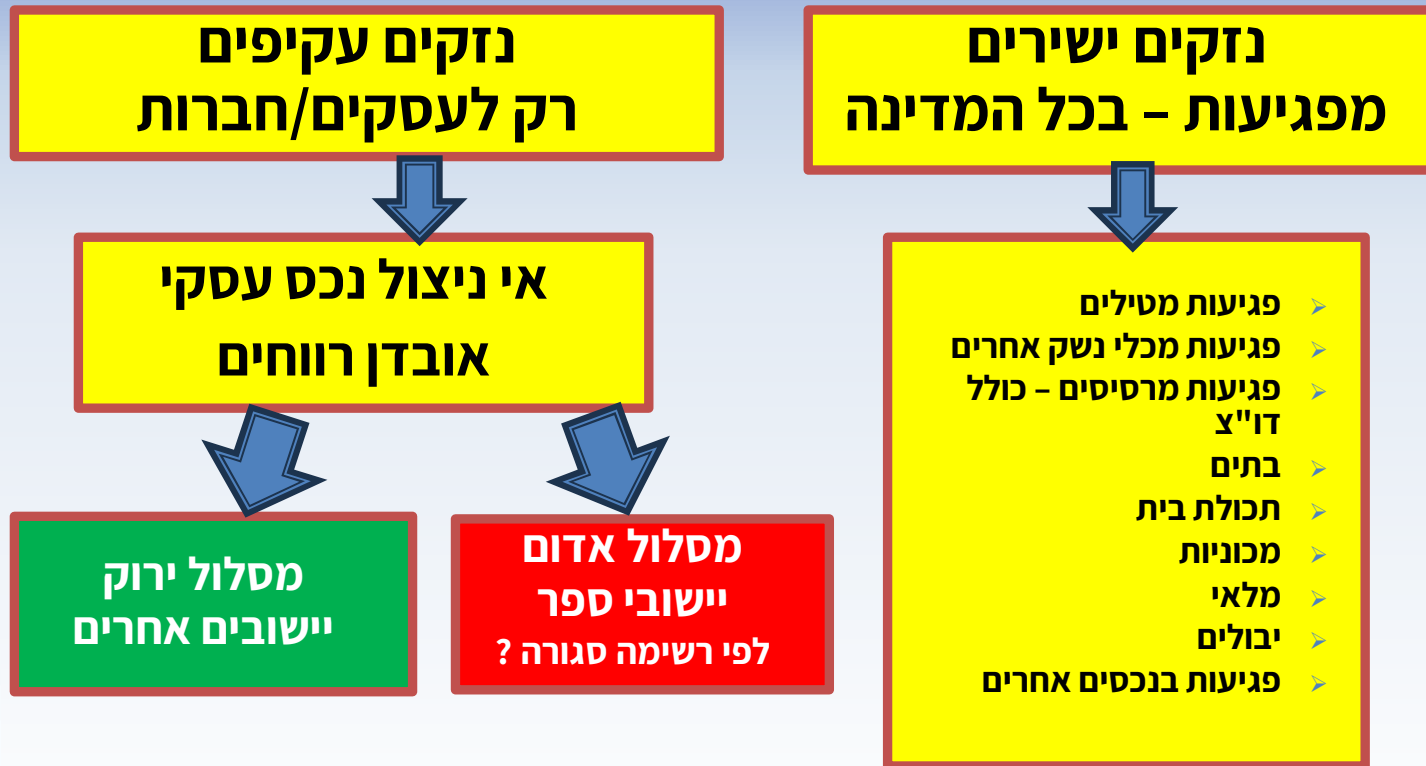 נזקים ישירים
מפגיעות – בכל המדינה
פגיעות מטילים
פגיעות מכלי נשק אחרים
פגיעות מרסיסים – כולל
דו"צ
בתים
תכולת בית
מכוניות
מלאי
יבולים
פגיעות בנכסים אחרים
נזקים עקיפים
רק לעסקים/חברות
אי ניצול נכס עסקי
אובדן רווחים
מסלול אדום
יישובי ספר
לפי רשימה סגורה ?
מסלול ירוק
יישובים אחרים